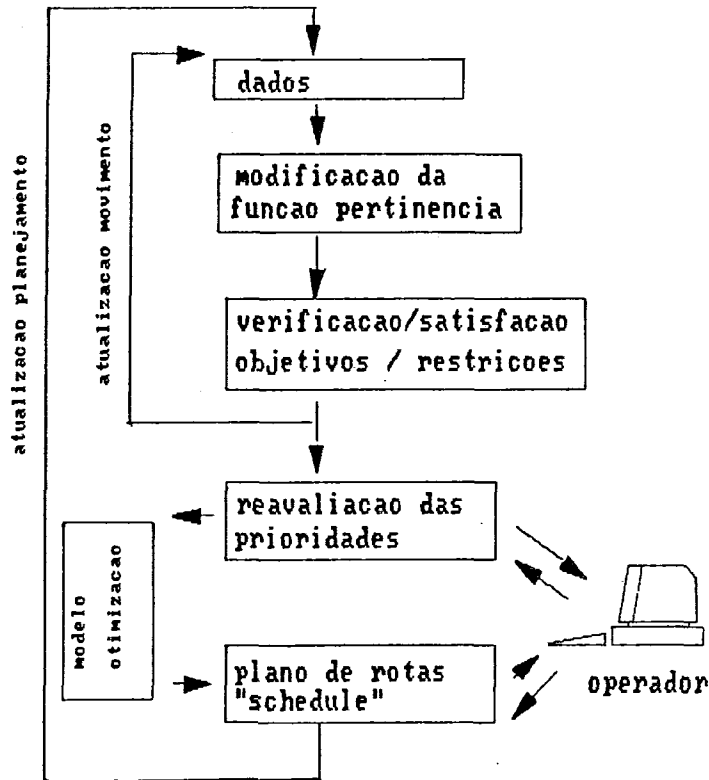 dados
modificacao da
funcao pertinencia
verificacao/satisfacao
objetivos / restricoes
reavaliacao das
prioridades
plano de rotas
"schedule"
operador
modelo
otimizacao
atualizacao movimento
atualizacao planejamento